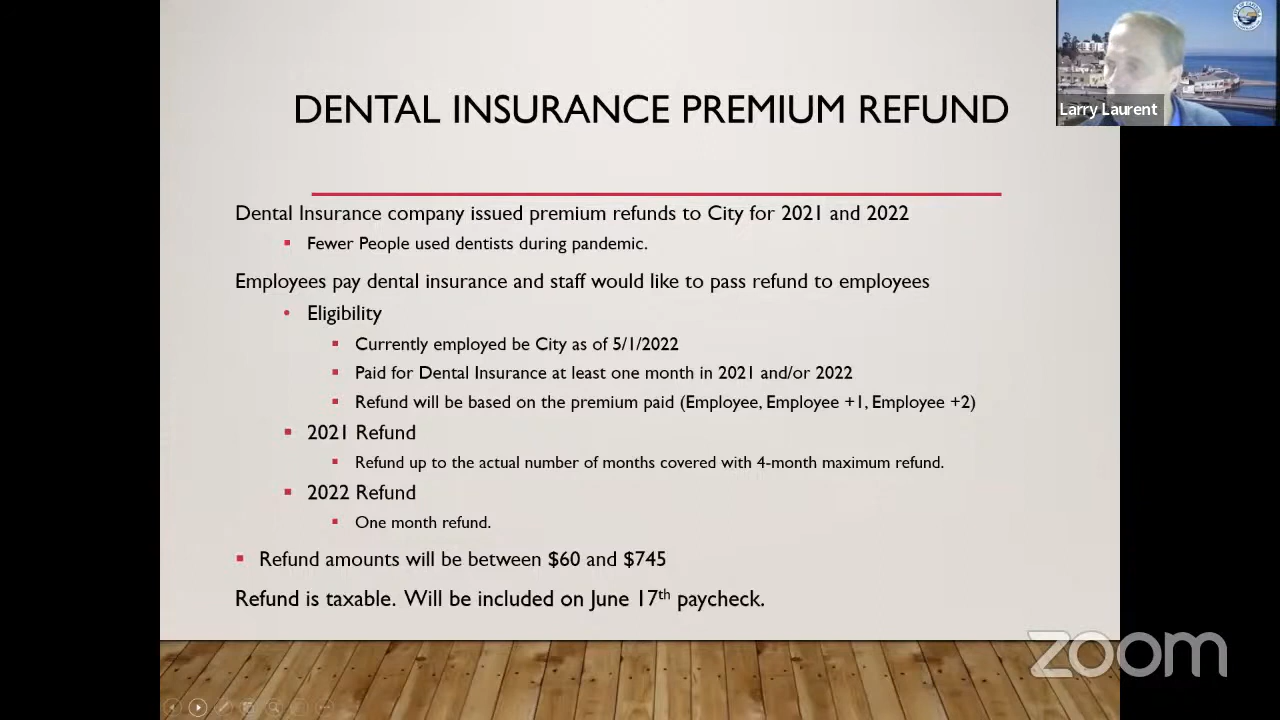 DENTAL INSURANCE PREMIUM REFUND
Larry Laurent
Dental Insurance company issued premium refunds to City for 2021 and 2022
Fewer People used dentists during pandemic.
Employees pay dental insurance and staff would like to pass refund to employees
Eligibility
Currently employed be City as of 5/1/2022
Paid for Dental Insurance at least one month in 2021 and/or 2022
Refund will be based on the premium paid (Employee, Employee +1, Employee +2)
2021 Refund
Refund up to the actual number of months covered with 4-month maximum refund.
2022 Refund
One month refund.
Refund amounts will be between $60 and $745
Refund is taxable. Will be included on June 17th paycheck.
zoom